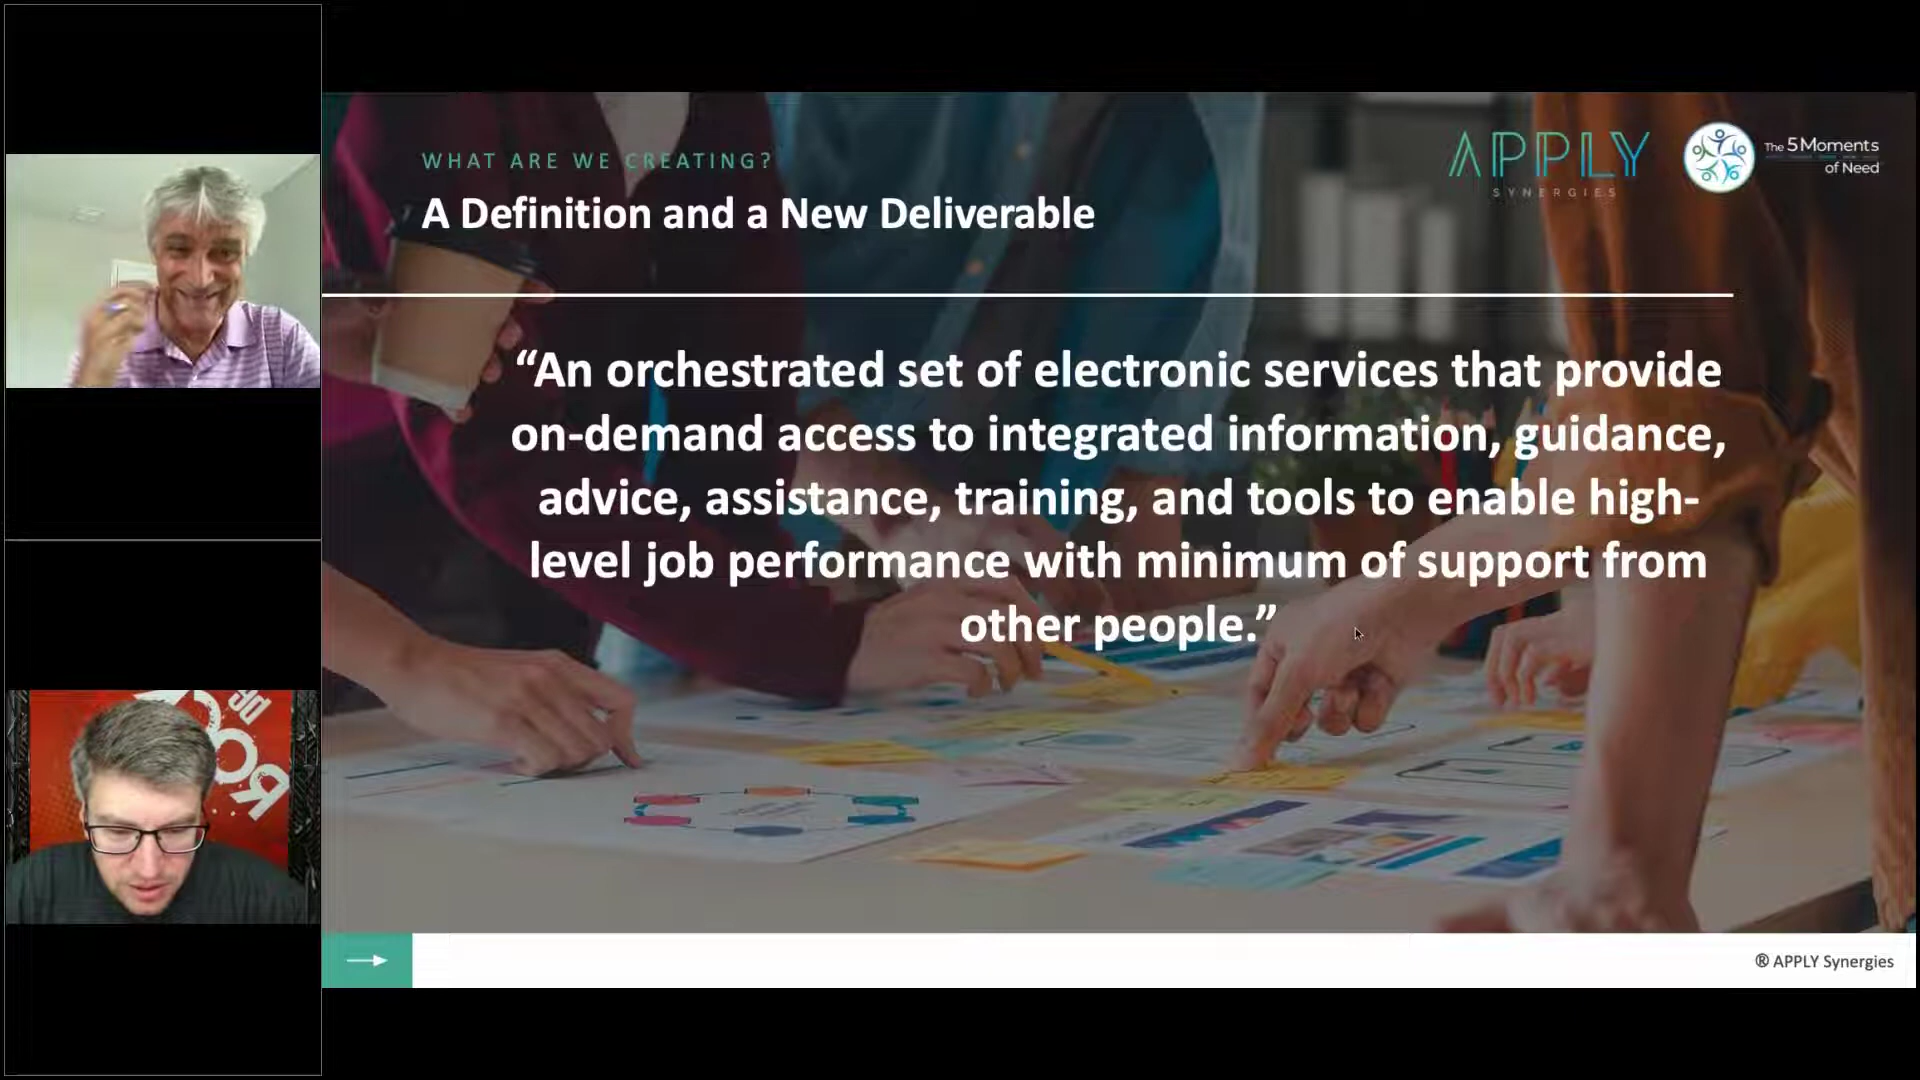 WHAT ARE WE CREATING?
A Definition and a New Deliverable
APPLY
SYNERGIES
The 5 Moments
of Need
“An orchestrated set of electronic services that provide
on-demand access to integrated information, guidance,
advice, assistance, training, and tools to enable high-
level job performance with minimum of support from
other people.”
® APPLY Synergies